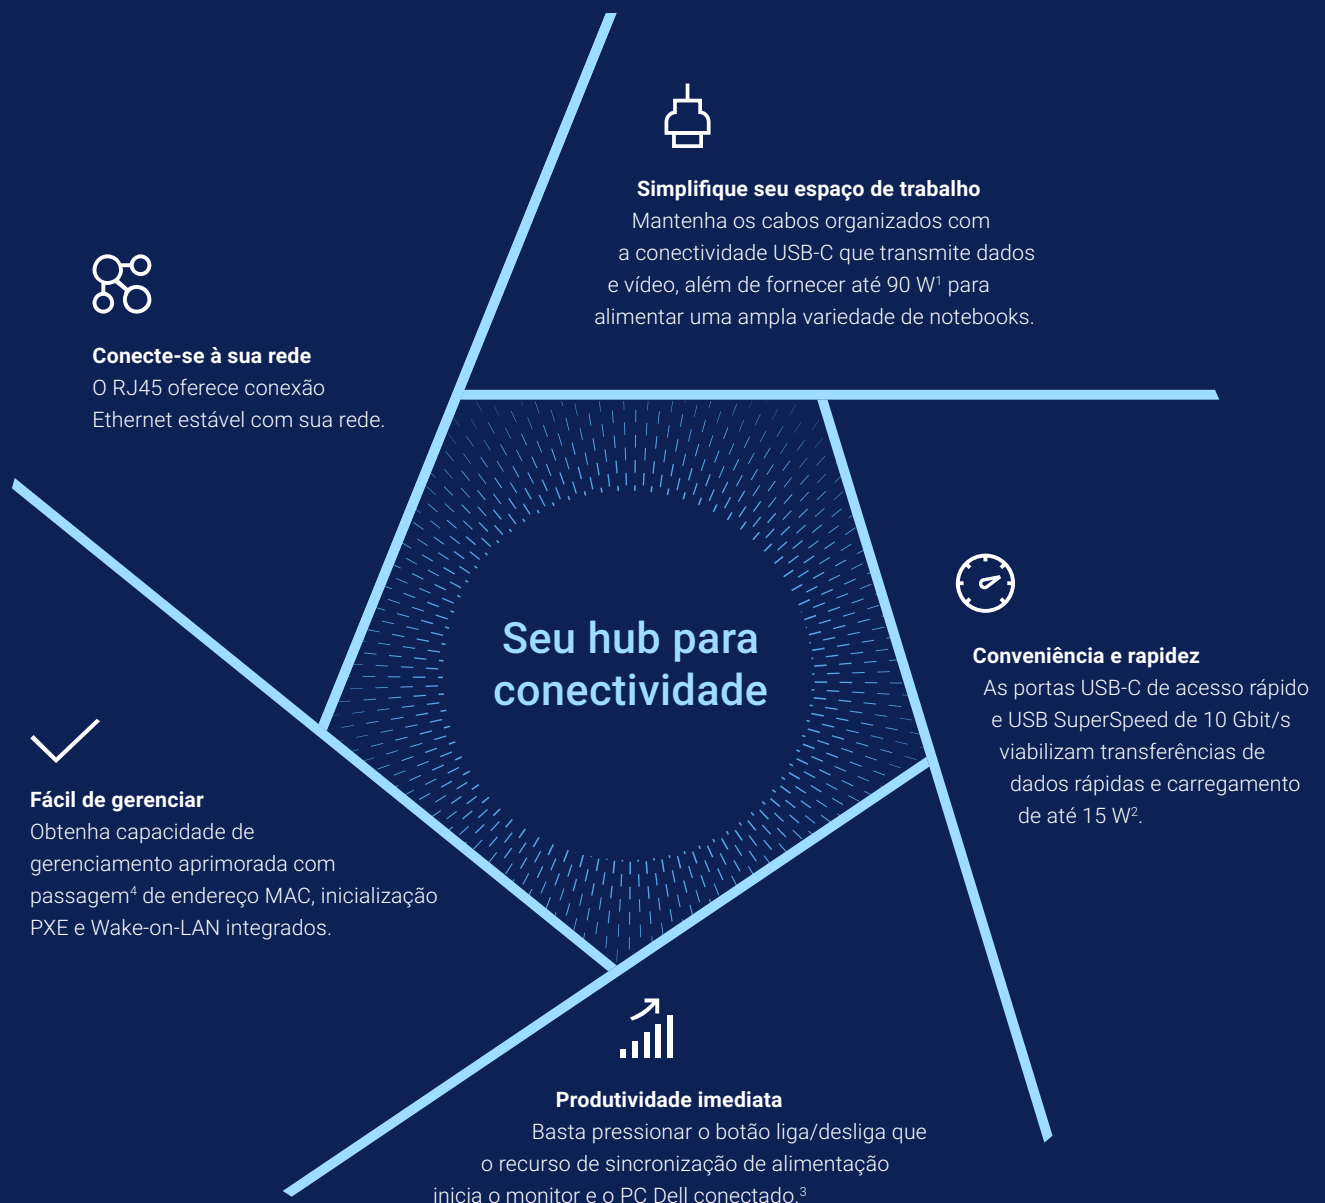 Simplifique seu espaço de trabalho
Mantenha os cabos organizados com
a conectividade USB-C que transmite dados
e vídeo, além de fornecer até 90 W¹ para
alimentar uma ampla variedade de notebooks.
Conecte-se à sua rede
O RJ45 oferece conexão
Ethernet estável com sua rede.
Seu hub para
conectividade
Conveniência e rapidez
As portas USB-C de acesso rápido
e USB SuperSpeed de 10 Gbit/s
viabilizam transferências de
dados rápidas e carregamento
de até 15 W².
Fácil de gerenciar
Obtenha capacidade de
gerenciamento aprimorada com
passagem⁴ de endereço MAC, inicialização
PXE e Wake-on-LAN integrados.
Produtividade imediata
Basta pressionar o botão liga/desliga que
o recurso de sincronização de alimentação
inicia o monitor e o PC Dell conectado.³